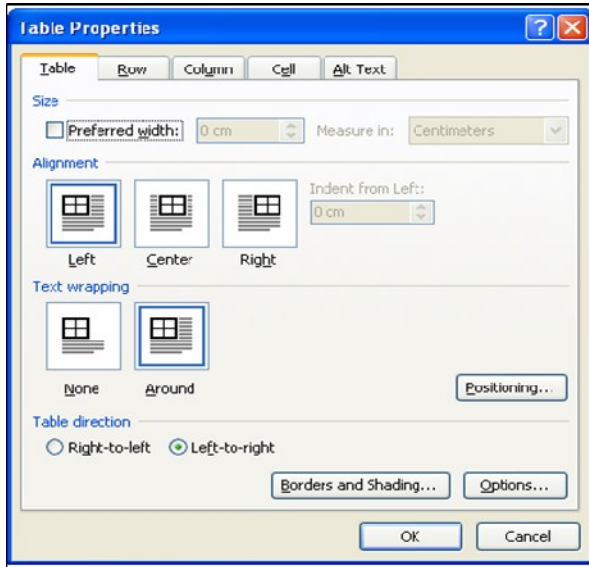 Table Properties
Table Row Column Cell Alt Text
Size
Preferred width: 0 cm Measure in: Centimeters
Alignment
Indent from Left:
0 cm
Left Center Right
Text wrapping
None Around
Positioning...
Table direction
Right-to-left Left-to-right
Borders and Shading... Options...
OK Cancel